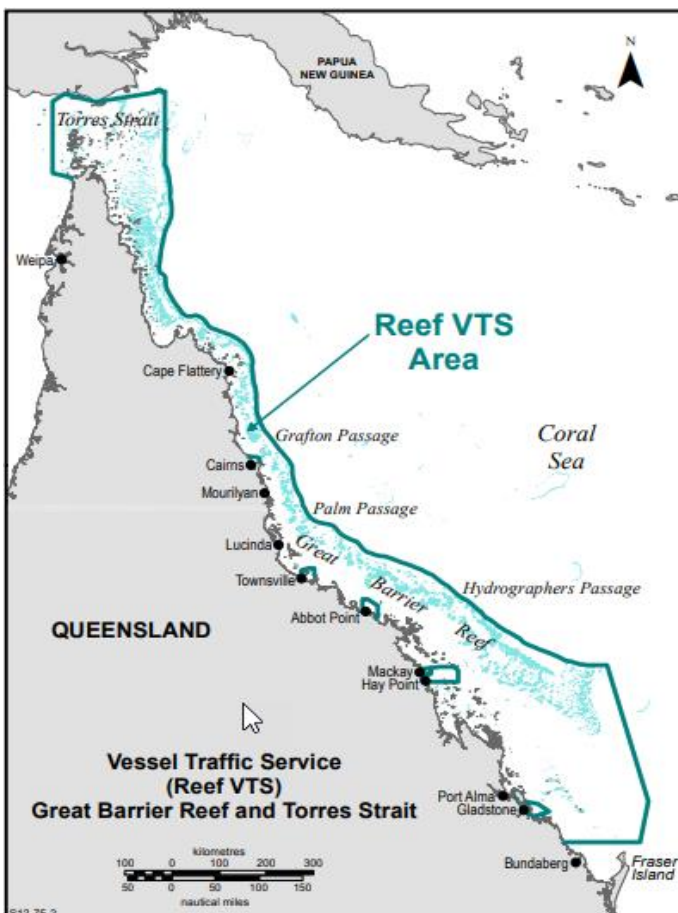 N
PAPUA
NEW GUINEA
Torres Strait
Weipa
Reef VTS
Area
Cape Flattery
Grafton Passage
Coral
Sea
Cairns
Mourilyan
Palm Passage
Lucinda
Great
Townsville
Barrier
Hydrographers Passage
Abbot Point
Reef
QUEENSLAND
Mackay
Hay Point
Vessel Traffic Service
(Reef VTS)
Great Barrier Reef and Torres Strait
Port Alma
Gladstone
kilometres
100 0 100 200 300
50 0 50 100 150
nautical miles
Bundaberg
Fraser
Island